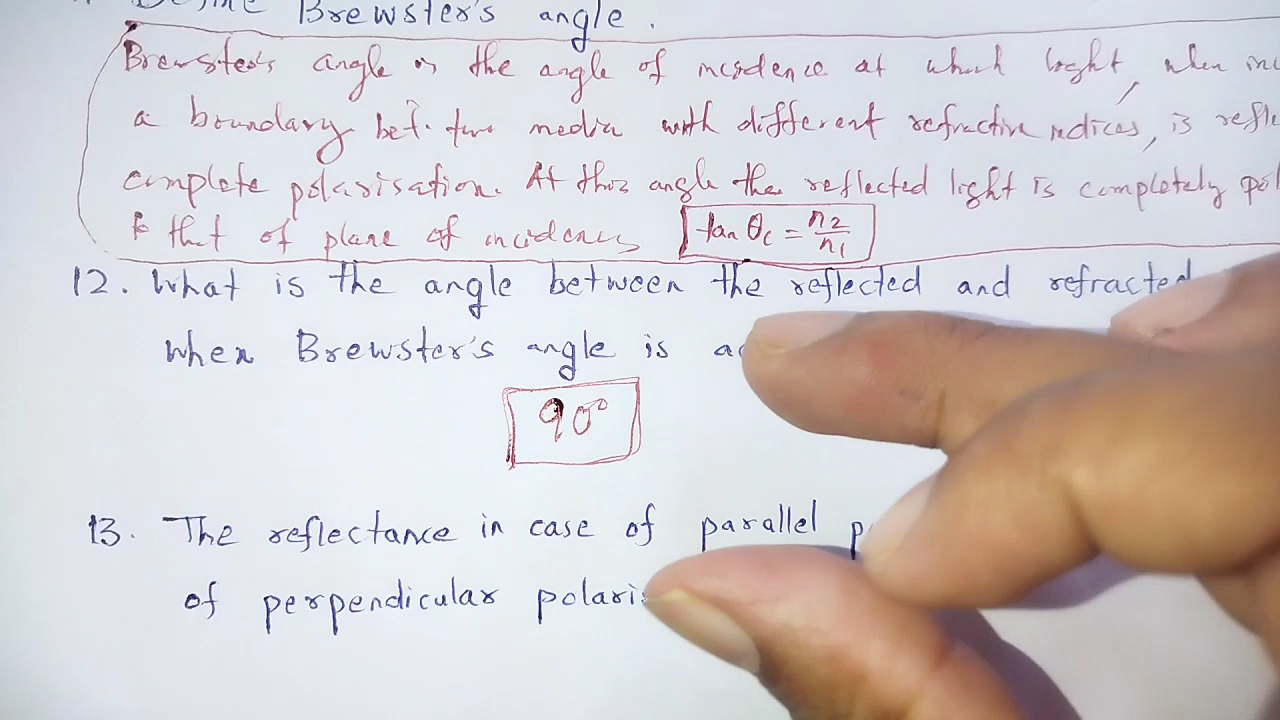 Define Brewster's angle.
Brewster's angle is the angle of incidence at which light, when
a boundary bet. two media with different refractive indices, is
complete polarisation. At this angle the reflected light is completely
to that of plane of incidence tan θc = n2/n1
12. What is the angle between the reflected and refracted
when Brewster's angle is
90°
13. The reflectance in case of parallel
of perpendicular